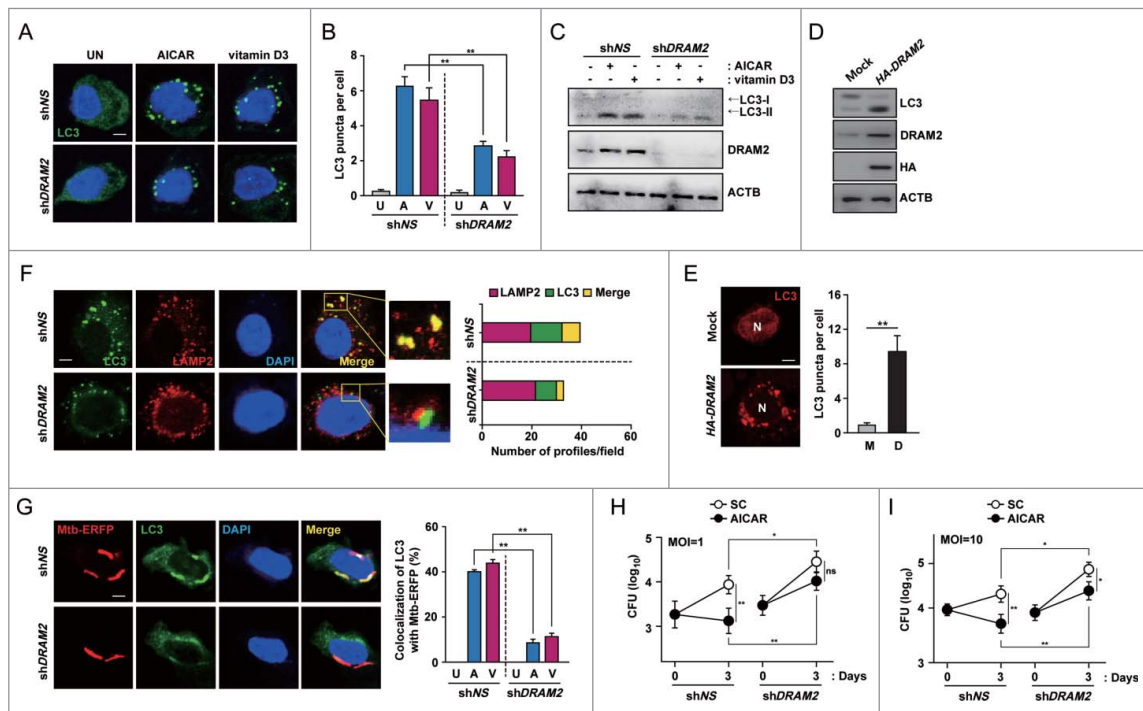 A
UN AICAR vitamin D3
shNS
LC3
shDRAM2
B
LC3 puncta per cell
8
6
4
2
0
**
**
U A V U A V
shNS shDRAM2
C
shNS shDRAM2
- + - - + - : AICAR
- - + - - + : vitamin D3
←LC3-I
←LC3-II
DRAM2
ACTB
D
Mock HA-DRAM2
LC3
DRAM2
HA
ACTB
F
shNS
LC3 LAMP2 DAPI Merge
shDRAM2
LAMP2 LC3 Merge
shNS
shDRAM2
0 20 40 60
Number of profiles/field
E
LC3
Mock
N
HA-DRAM2
N
LC3 puncta per cell
16
12
8
4
0
**
M D
G
Mtb-ERFP LC3 DAPI Merge
shNS
shDRAM2
Colocalization of LC3
with Mtb-ERFP (%)
60
40
20
0
**
**
U A V U A V
shNS shDRAM2
H
SC
AICAR
MOI=1
CFU (log10)
5
4
3
*
**
ns
**
0 3 0 3 : Days
shNS shDRAM2
I
SC
AICAR
MOI=10
CFU (log10)
5
4
3
*
**
*
**
0 3 0 3 : Days
shNS shDRAM2